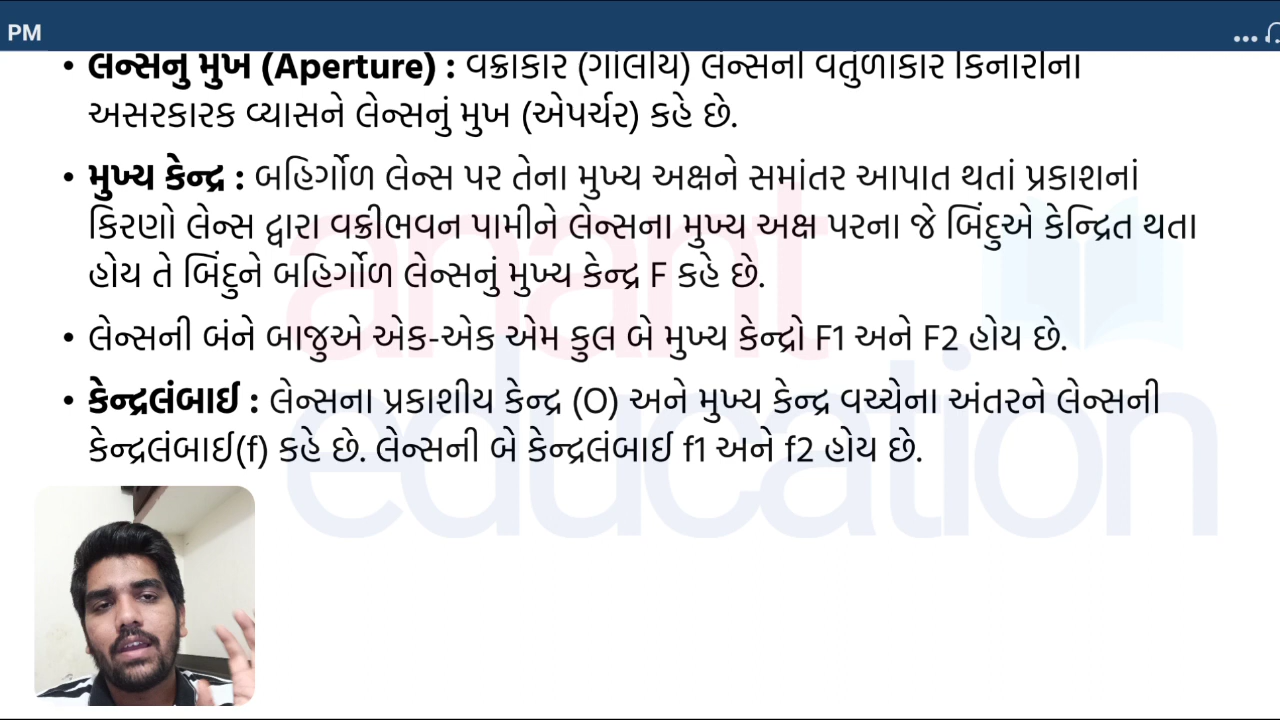 PM
...
• લેન્સનું મુખ (Aperture) : વક્રાકાર (ગોલીય) લેન્સની વર્તુળાકાર કિનારીના
અસરકારક વ્યાસને લેન્સનું મુખ (એપર્ચર) કહે છે.
• મુખ્ય કેન્દ્ર : બહિર્ગોળ લેન્સ પર તેના મુખ્ય અક્ષને સમાંતર આપાત થતાં પ્રકાશનાં
કિરણો લેન્સ દ્વારા વક્રીભવન પામીને લેન્સના મુખ્ય અક્ષ પરના જે બિંદુએ કેન્દ્રિત થતા
હોય તે બિંદુને બહિર્ગોળ લેન્સનું મુખ્ય કેન્દ્ર F કહે છે.
• લેન્સની બંને બાજુએ એક-એક એમ કુલ બે મુખ્ય કેન્દ્રો F1 અને F2 હોય છે.
• કેન્દ્રલંબાઈ : લેન્સના પ્રકાશીય કેન્દ્ર (O) અને મુખ્ય કેન્દ્ર વચ્ચેના અંતરને લેન્સની
કેન્દ્રલંબાઈ(f) કહે છે. લેન્સની બે કેન્દ્રલંબાઈ f1 અને f2 હોય છે.
anant
education